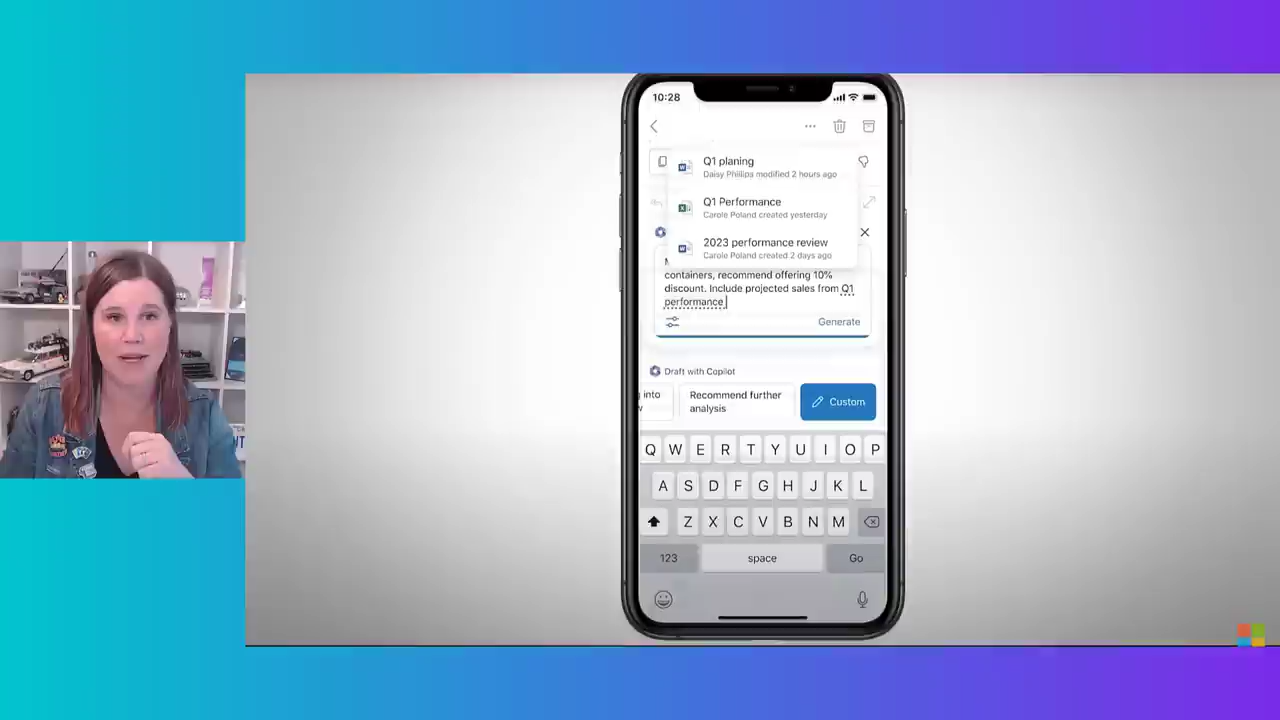 10:28
Q1 planing
Daisy Phillips modified 2 hours ago
Q1 Performance
Carole Poland created yesterday
2023 performance review
Carole Poland created 2 days ago
containers, recommend offering 10%
discount. Include projected sales from Q1
performance
Generate
Draft with Copilot
into
Recommend further
analysis
Custom
Q W E R T Y U I O P
A S D F G H J K L
Z X C V B N M
123 space Go